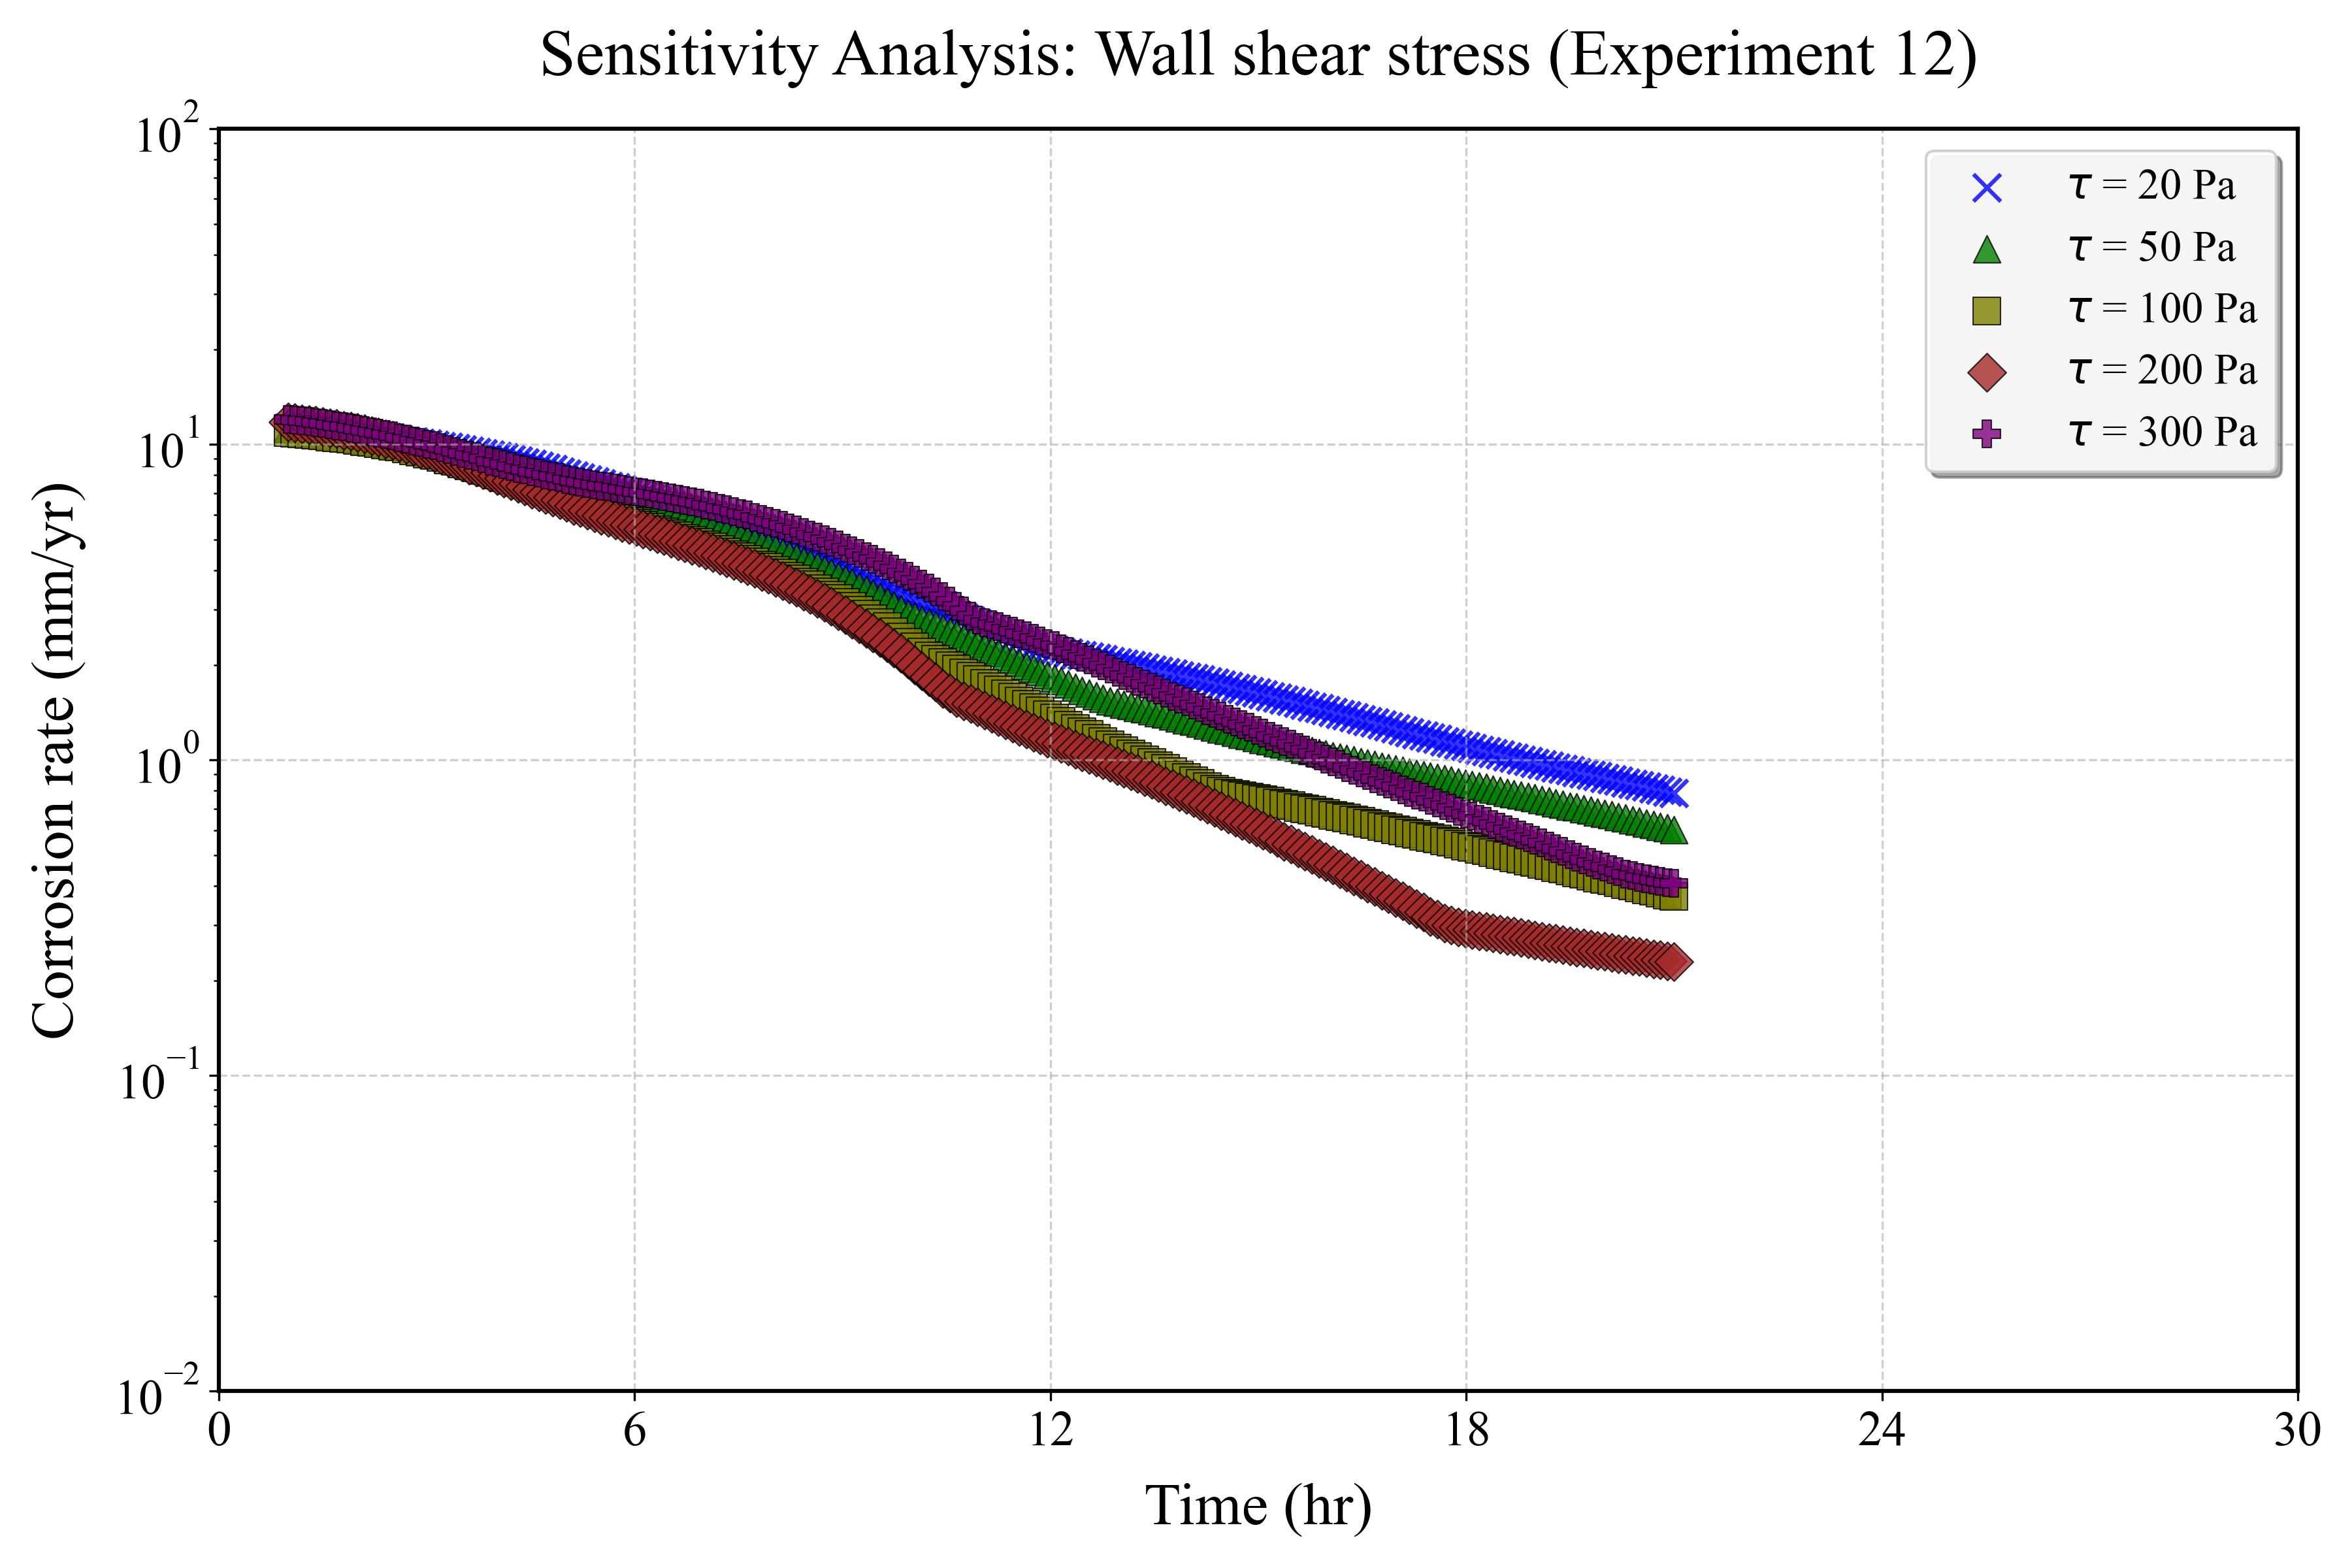 Sensitivity Analysis: Wall shear stress (Experiment 12)
10²
10¹
10⁰
10⁻¹
10⁻²
Corrosion rate (mm/yr)
τ = 20 Pa
τ = 50 Pa
τ = 100 Pa
τ = 200 Pa
τ = 300 Pa
0 6 12 18 24 30
Time (hr)